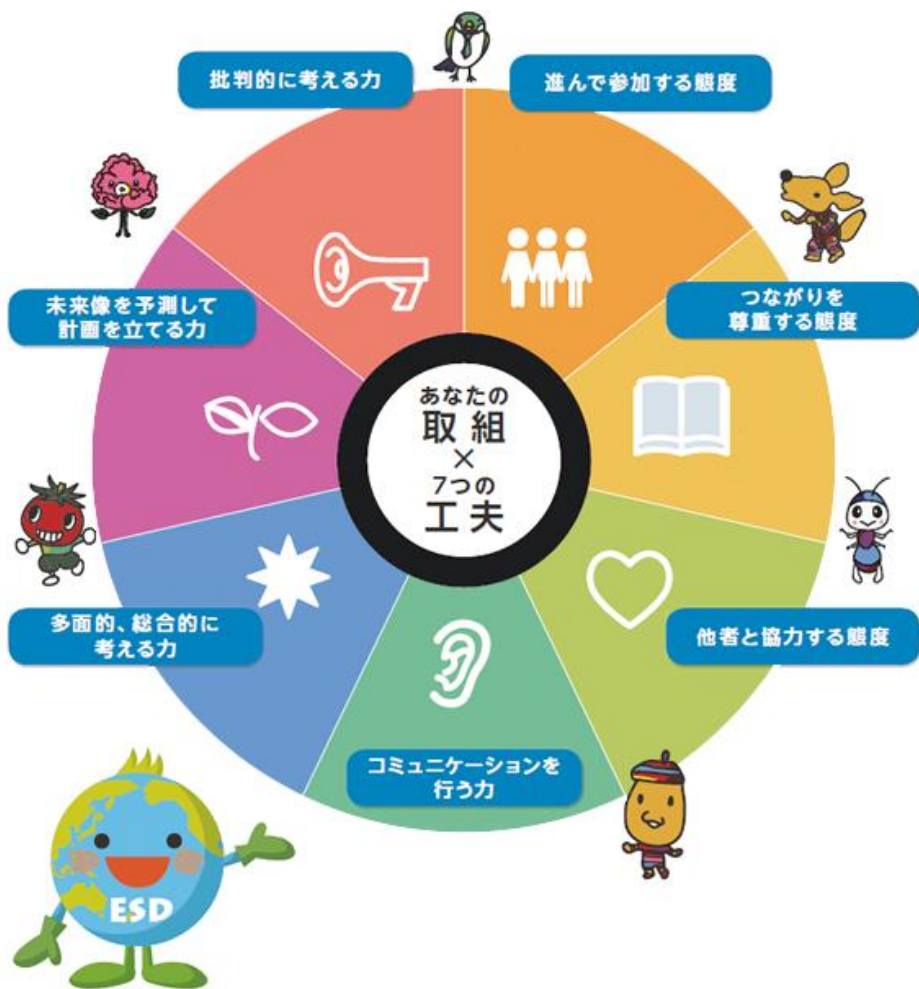 批判的に考える力
進んで参加する態度
未来像を予測して
計画を立てる力
つながりを
尊重する態度
あなたの
取組
×
7つの
工夫
多面的、総合的に
考える力
他者と協力する態度
コミュニケーションを
行う力
ESD